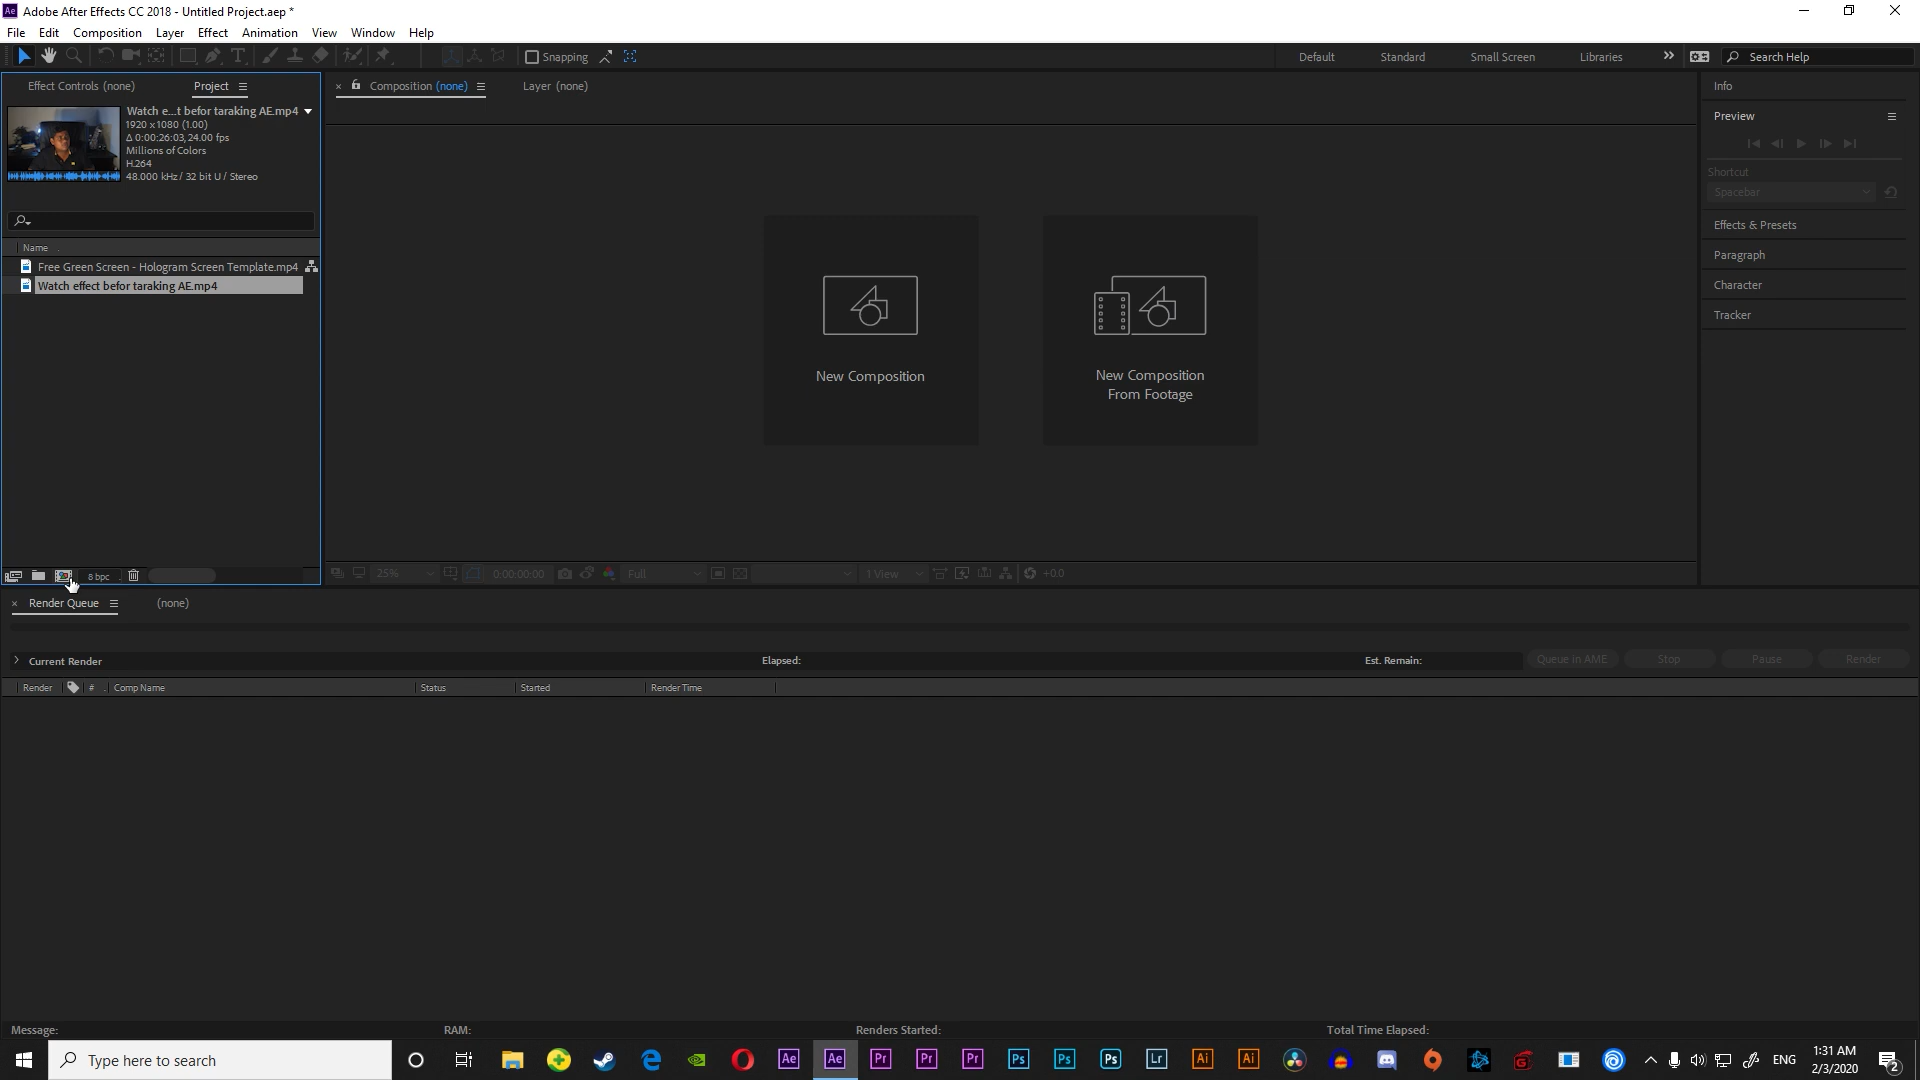 Ae Adobe After Effects CC 2018 - Untitled Project.aep *
File Edit Composition Layer Effect Animation View Window Help
Snapping Default Standard Small Screen Libraries Search Help
Effect Controls (none) Project
Watch e...t befor taraking AE.mp4
1920 x 1080 (1.00)
Δ 0:00:26:03, 24.00 fps
Millions of Colors
H.264
48.000 kHz / 32 bit U / Stereo
Name
Free Green Screen - Hologram Screen Template.mp4
Watch effect befor taraking AE.mp4
8 bpc
Composition (none) Layer (none)
New Composition
New Composition
From Footage
25% 0:00:00:00 Full 1 View +0.0
Info
Preview
Shortcut
Spacebar
Effects & Presets
Paragraph
Character
Tracker
Render Queue (none)
Current Render Elapsed: Est. Remain: Queue in AME Stop Pause Render
Render # Comp Name Status Started Render Time
Message: RAM: Renders Started: Total Time Elapsed:
Type here to search Ae Ae Pr Pr Pr Ps Ps Ps Lr Ai Ai ENG
1:31 AM
2/3/2020
2